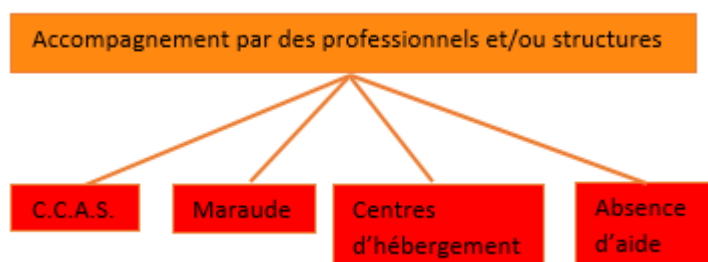 Accompagnement par des professionnels et/ou structures
C.C.A.S.
Maraude
Centres
d'hébergement
Absence
d'aide